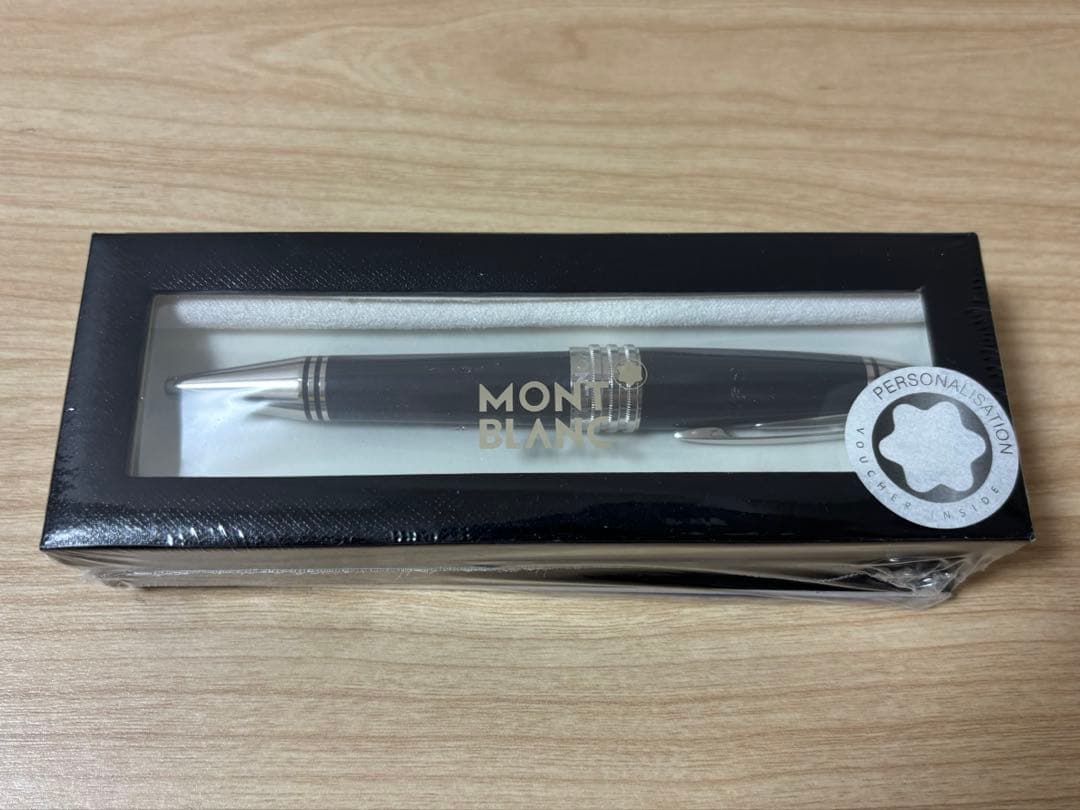 MONT
BLANC
PERSONALISATION
VOUCHER INSIDE